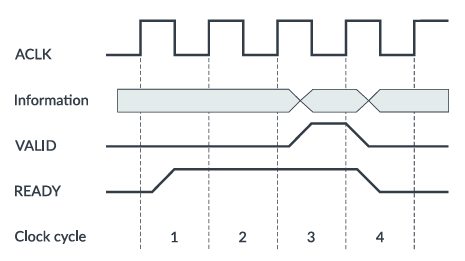 ACLK
Information
VALID
READY
Clock cycle 1 2 3 4